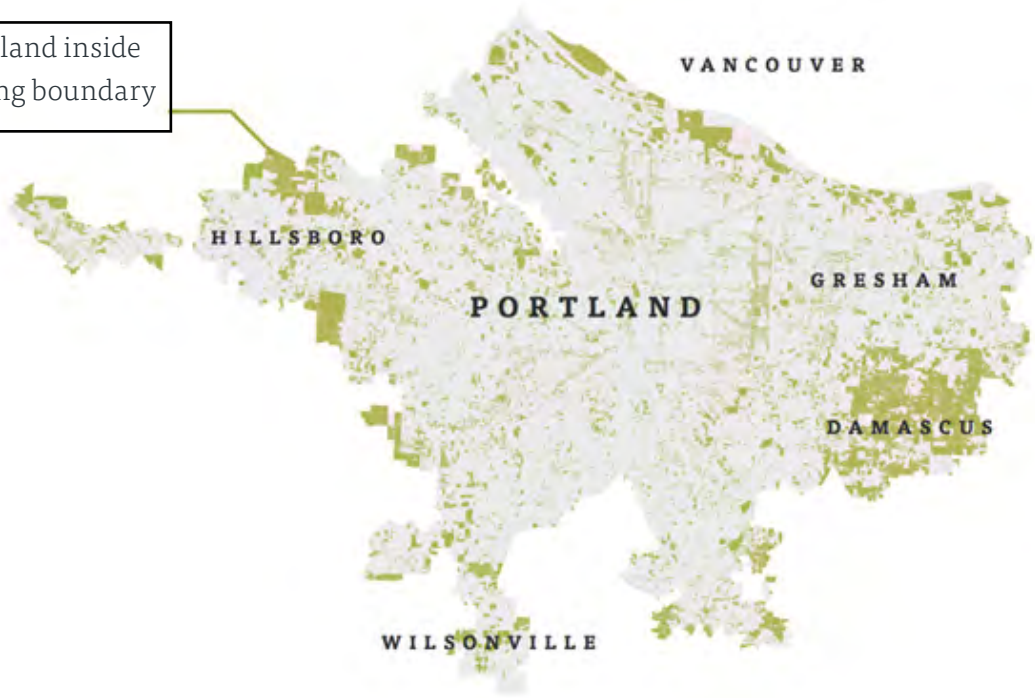 land inside
ng boundary
VANCOUVER
HILLSBORO
GRESHAM
PORTLAND
DAMASCUS
WILSONVILLE